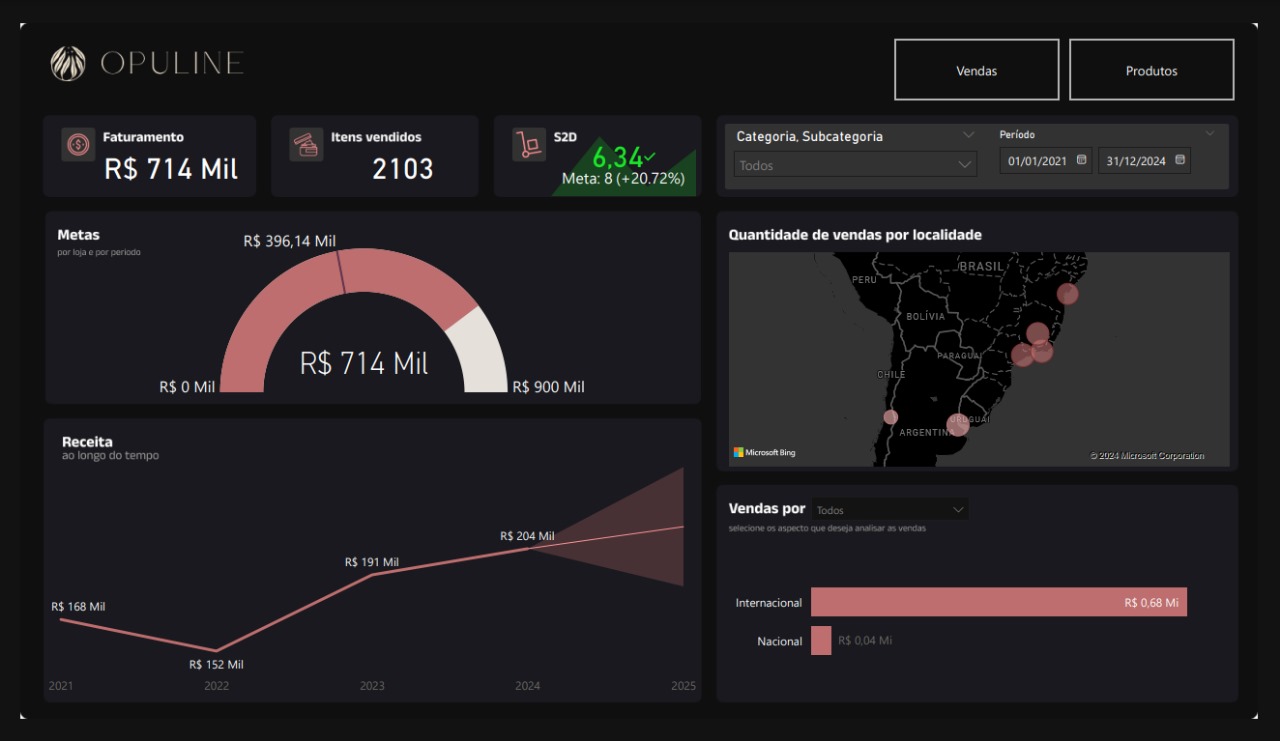 OPULINE
Vendas
Produtos
Faturamento
R$ 714 Mil
Itens vendidos
2103
S2D
6,34
Meta: 8 (+20.72%)
Categoria, Subcategoria
Todos
Período
01/01/2021
31/12/2024
Metas
por loja e por periodo
R$ 396,14 Mil
R$ 714 Mil
R$ 0 Mil
R$ 900 Mil
Quantidade de vendas por localidade
BRASIL
PERU
BOLÍVIA
PARAGUAI
CHILE
URUGUAI
ARGENTINA
Microsoft Bing
© 2024 Microsoft Corporation
Receita
ao longo do tempo
R$ 204 Mil
R$ 191 Mil
R$ 168 Mil
R$ 152 Mil
2021
2022
2023
2024
2025
Vendas por
Todos
selecione os aspecto que deseja analisar as vendas
Internacional
R$ 0,68 Mi
Nacional
R$ 0,04 Mi